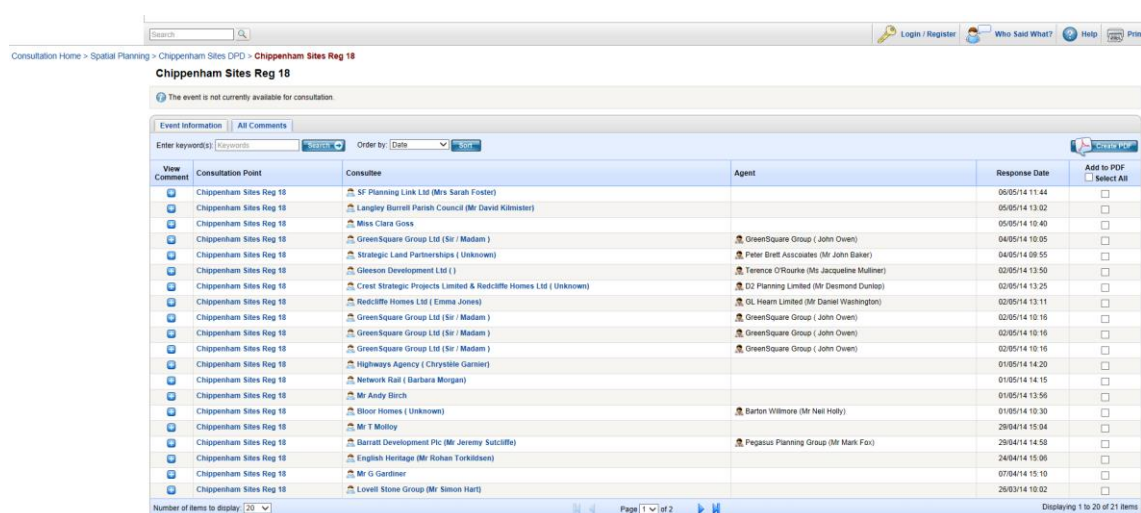 Search Login / Register Who Said What? Help Prin
Consultation Home > Spatial Planning > Chippenham Sites DPD > Chippenham Sites Reg 18
Chippenham Sites Reg 18
The event is not currently available for consultation.
Event Information All Comments
Enter keyword(s): Keywords Search Order by: Date Sort Create PDF
View Comment Consultation Point Consultee Agent Response Date Add to PDF Select All
Chippenham Sites Reg 18 SF Planning Link Ltd (Mrs Sarah Foster) 06/05/14 11:44
Chippenham Sites Reg 18 Langley Burrell Parish Council (Mr David Kilmister) 05/05/14 13:02
Chippenham Sites Reg 18 Miss Clara Goss 05/05/14 10:40
Chippenham Sites Reg 18 GreenSquare Group Ltd (Sir / Madam ) GreenSquare Group ( John Owen) 04/05/14 10:05
Chippenham Sites Reg 18 Strategic Land Partnerships ( Unknown) Peter Brett Asscoiates (Mr John Baker) 04/05/14 09:55
Chippenham Sites Reg 18 Gleeson Development Ltd ( ) Terence O'Rourke (Ms Jacqueline Mulliner) 02/05/14 13:50
Chippenham Sites Reg 18 Crest Strategic Projects Limited & Redcliffe Homes Ltd ( Unknown) D2 Planning Limited (Mr Desmond Dunlop) 02/05/14 13:25
Chippenham Sites Reg 18 Redcliffe Homes Ltd ( Emma Jones) GL Hearn Limited (Mr Daniel Washington) 02/05/14 13:11
Chippenham Sites Reg 18 GreenSquare Group Ltd (Sir / Madam ) GreenSquare Group ( John Owen) 02/05/14 10:16
Chippenham Sites Reg 18 GreenSquare Group Ltd (Sir / Madam ) GreenSquare Group ( John Owen) 02/05/14 10:16
Chippenham Sites Reg 18 GreenSquare Group Ltd (Sir / Madam ) GreenSquare Group ( John Owen) 02/05/14 10:16
Chippenham Sites Reg 18 Highways Agency ( Chrystèle Garnier) 01/05/14 14:20
Chippenham Sites Reg 18 Network Rail ( Barbara Morgan) 01/05/14 14:15
Chippenham Sites Reg 18 Mr Andy Birch 01/05/14 13:56
Chippenham Sites Reg 18 Bloor Homes ( Unknown) Barton Willmore (Mr Neil Holly) 01/05/14 10:30
Chippenham Sites Reg 18 Mr T Molloy 29/04/14 15:04
Chippenham Sites Reg 18 Barratt Development Plc (Mr Jeremy Sutcliffe) Pegasus Planning Group (Mr Mark Fox) 29/04/14 14:58
Chippenham Sites Reg 18 English Heritage (Mr Rohan Torkildsen) 24/04/14 15:06
Chippenham Sites Reg 18 Mr G Gardiner 07/04/14 15:10
Chippenham Sites Reg 18 Lovell Stone Group (Mr Simon Hart) 26/03/14 10:02
Number of items to display: 20 Page 1 of 2 Displaying 1 to 20 of 21 items